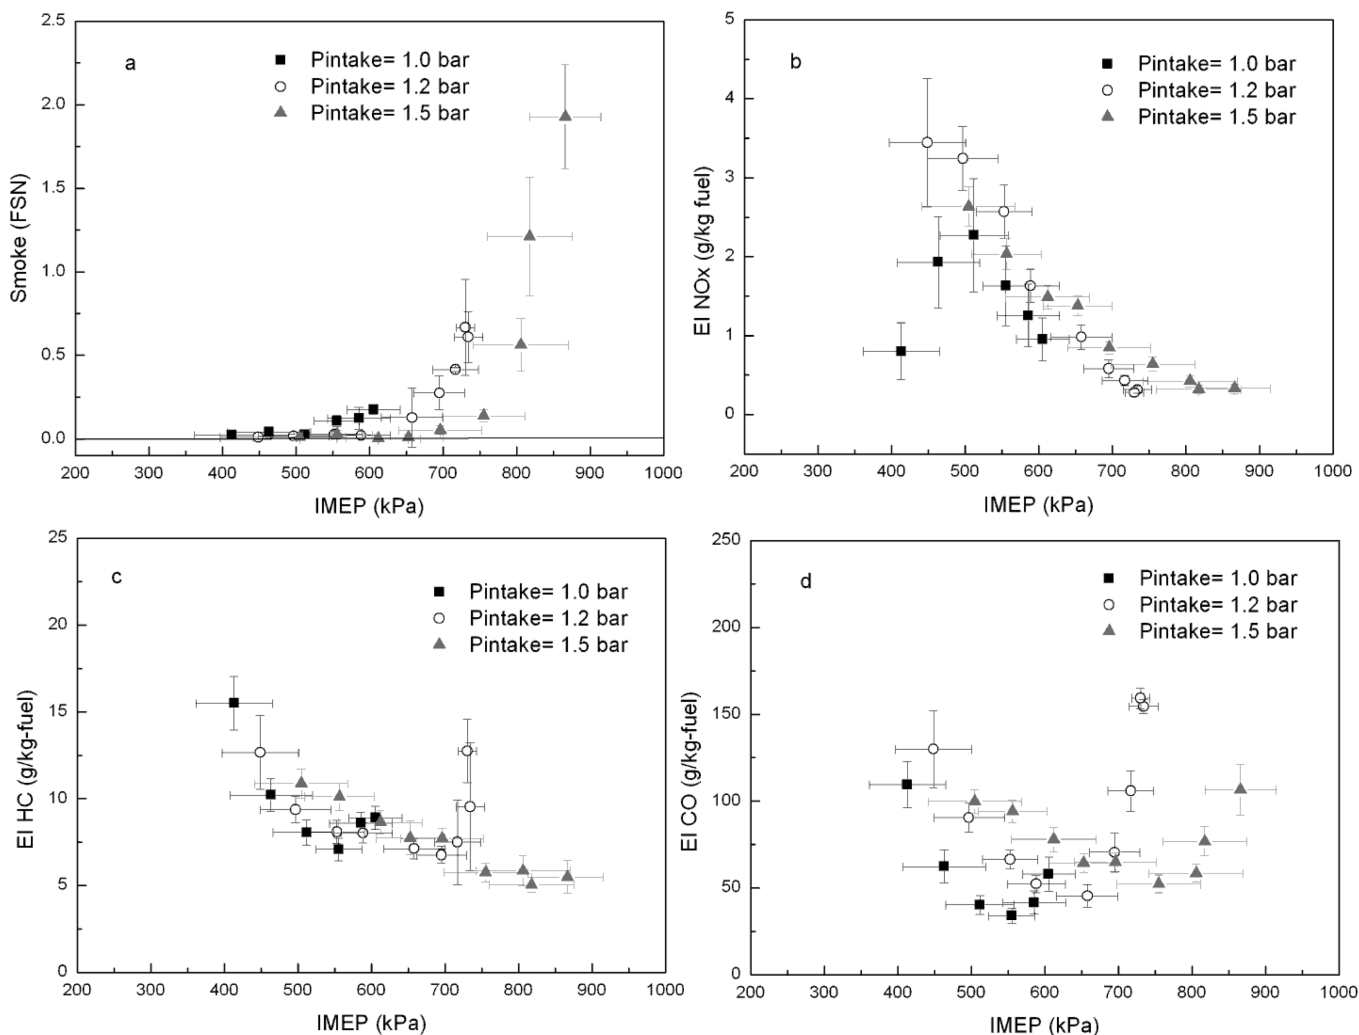 a
Pintake= 1.0 bar
Pintake= 1.2 bar
Pintake= 1.5 bar
2.5
2.0
1.5
1.0
0.5
0.0
Smoke (FSN)
200 300 400 500 600 700 800 900 1000
IMEP (kPa)
b
Pintake= 1.0 bar
Pintake= 1.2 bar
Pintake= 1.5 bar
5
4
3
2
1
0
EI NOx (g/kg fuel)
200 300 400 500 600 700 800 900 1000
IMEP (kPa)
c
Pintake= 1.0 bar
Pintake= 1.2 bar
Pintake= 1.5 bar
25
20
15
10
5
0
EI HC (g/kg-fuel)
200 300 400 500 600 700 800 900 1000
IMEP (kPa)
d
Pintake= 1.0 bar
Pintake= 1.2 bar
Pintake= 1.5 bar
250
200
150
100
50
0
EI CO (g/kg-fuel)
200 300 400 500 600 700 800 900 1000
IMEP (kPa)